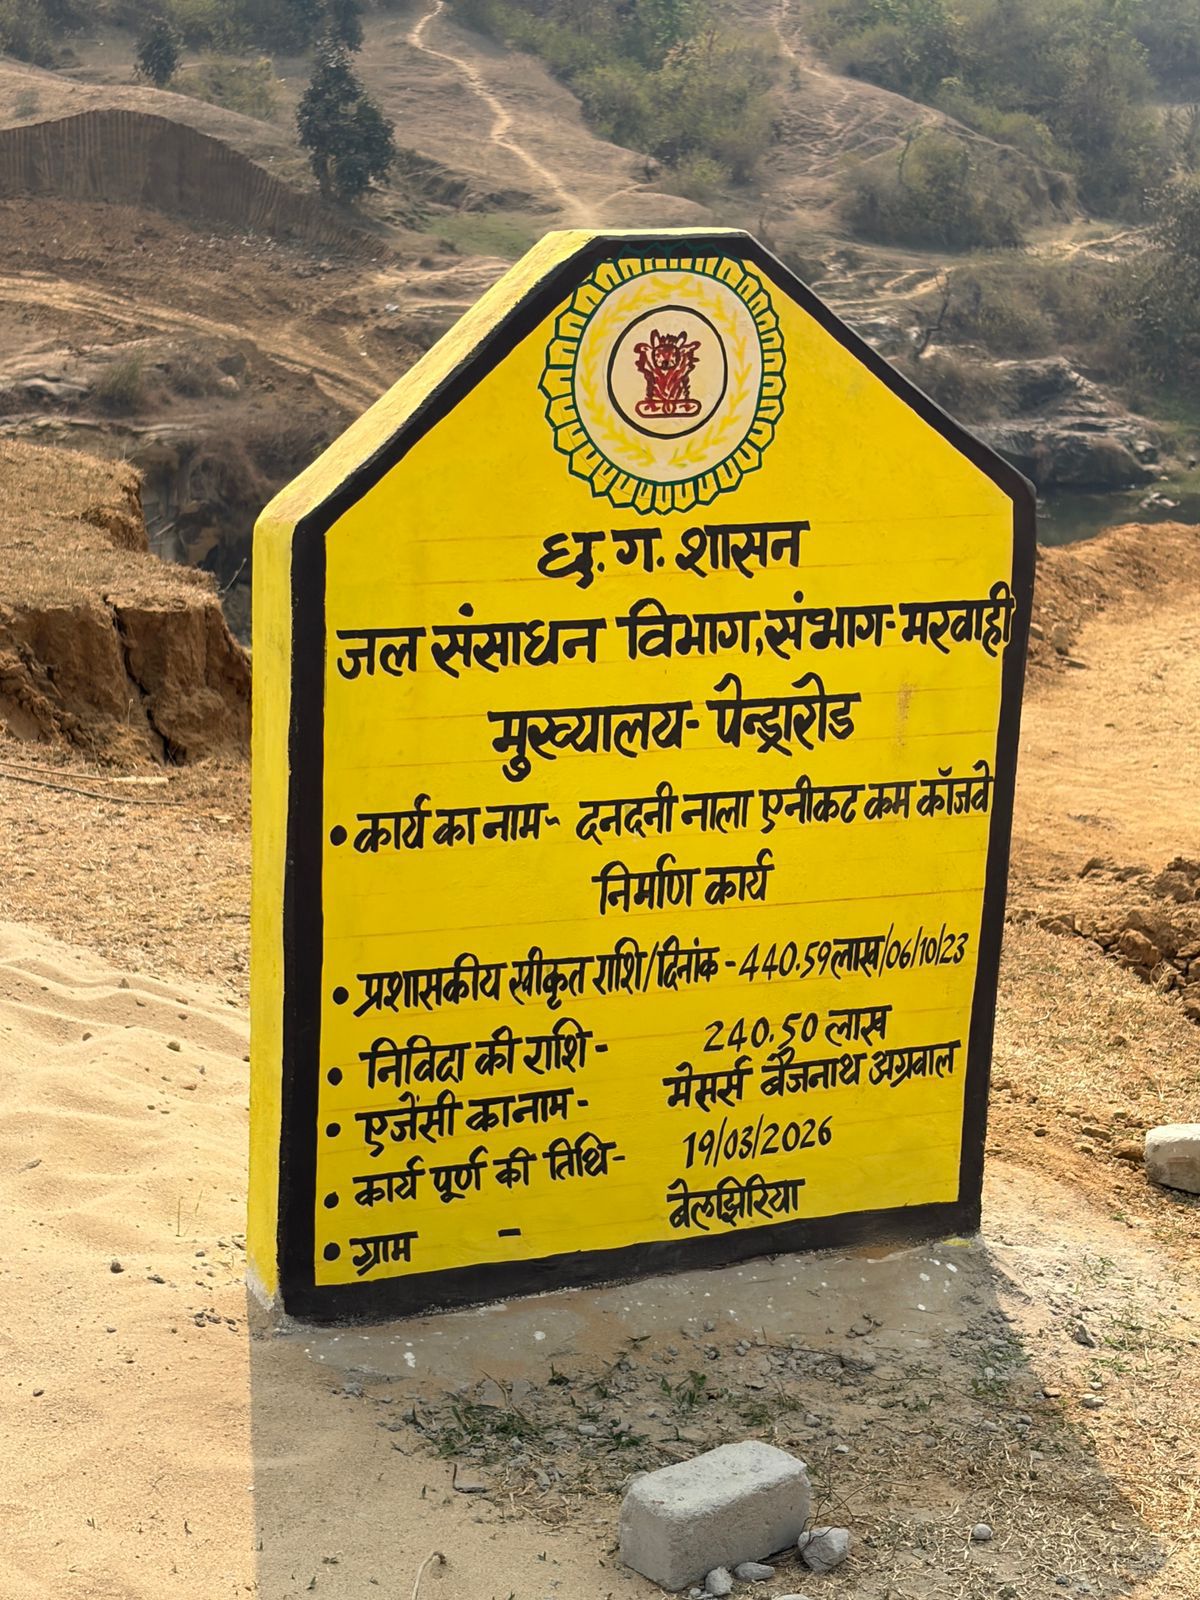 छ.ग. शासन
जल संसाधन विभाग, संभाग- मरवाही
मुख्यालय- पेन्ड्रारोड
• कार्य का नाम- दनदनी नाला एनीकट कम कॉजवे
निर्माण कार्य
• प्रशासकीय स्वीकृत राशि/दिनांक - 440.59 लाख/06/10/23
• निविदा की राशि- 240.50 लाख
• एजेंसी का नाम- मेसर्स बैजनाथ अग्रवाल
• कार्य पूर्ण की तिथि- 19/03/2026
• ग्राम - बेलझिरिया